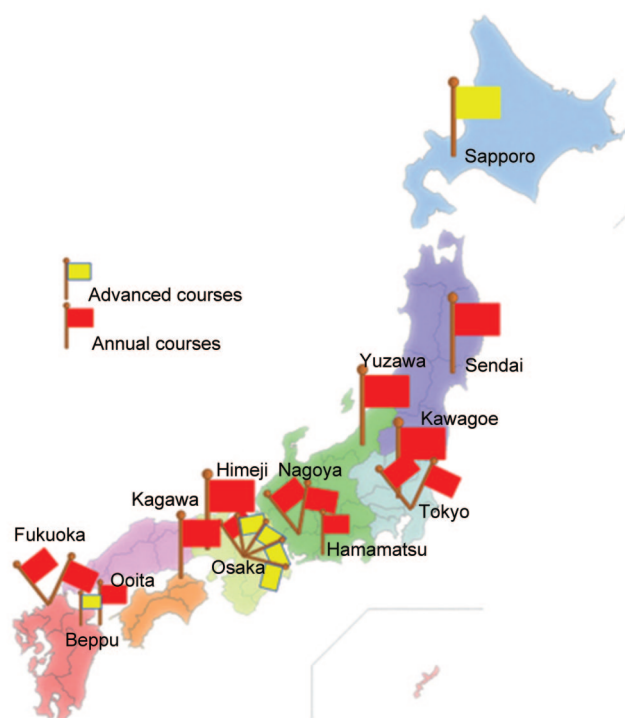 Sapporo
Advanced courses
Annual courses
Yuzawa
Sendai
Kawagoe
Himeji
Nagoya
Kagawa
Tokyo
Fukuoka
Hamamatsu
Osaka
Ooita
Beppu